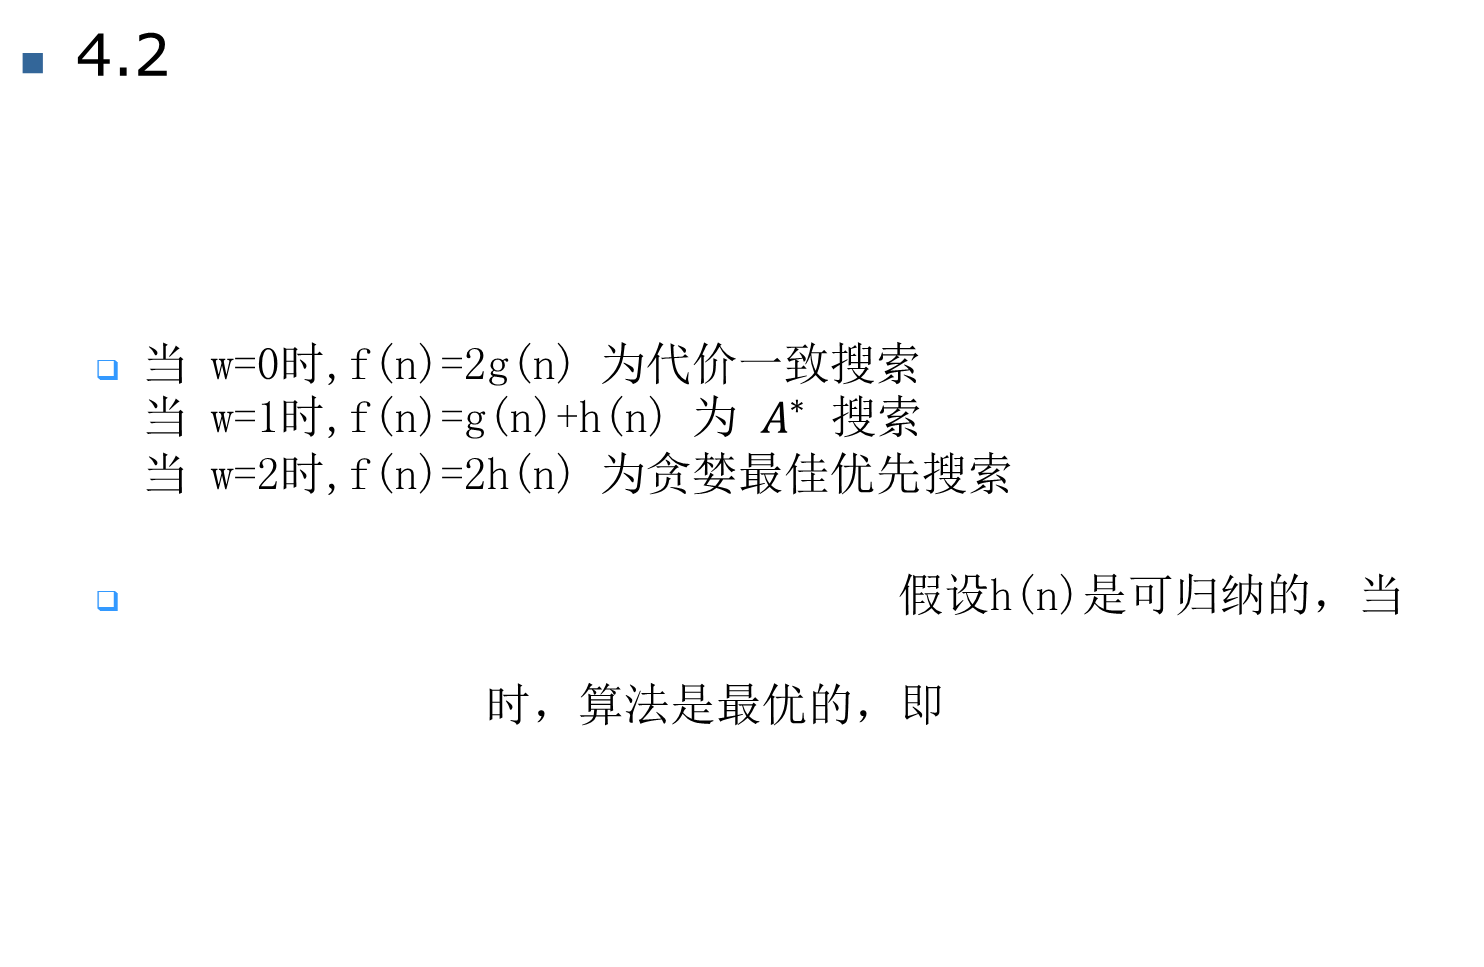 4.2
当 w=0时,f(n)=2g(n) 为代价一致搜索
当 w=1时,f(n)=g(n)+h(n) 为 A* 搜索
当 w=2时,f(n)=2h(n) 为贪婪最佳优先搜索
假设h(n)是可归纳的，当
时，算法是最优的，即